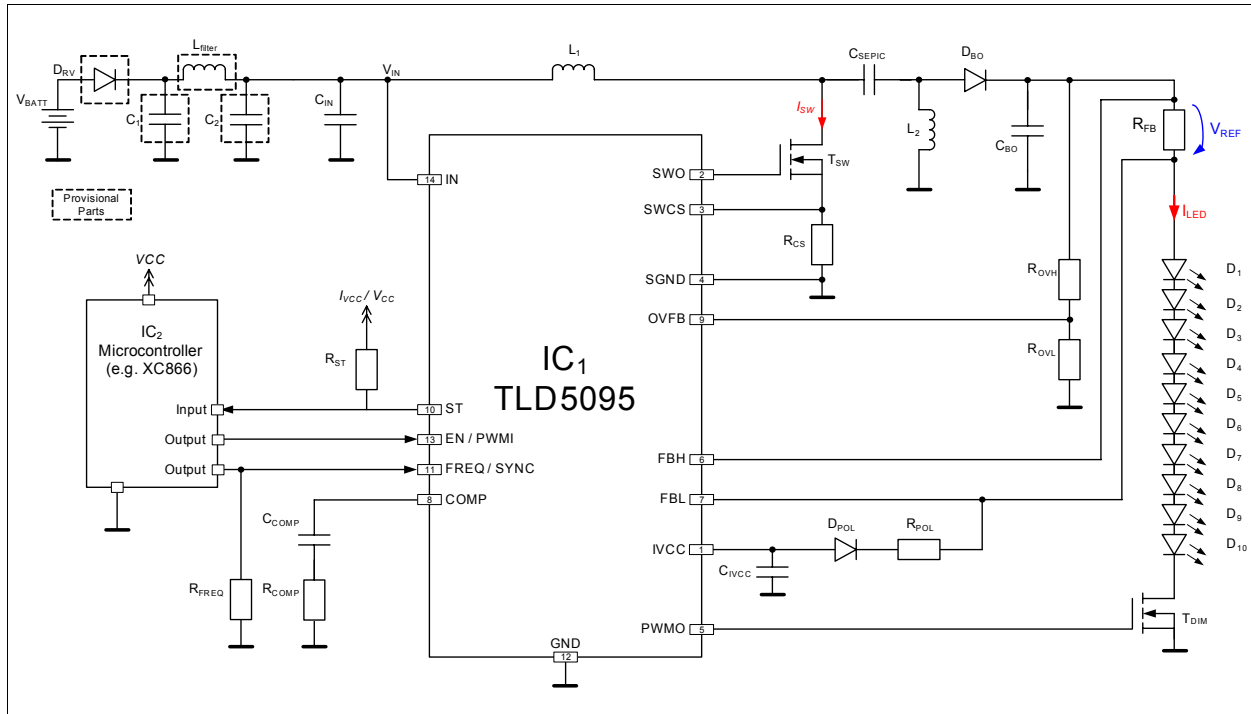 L1
CSEPIC
DBO
Lfilter
DRV
VIN
VBATT
C1
C2
CIN
ISW
L2
CBO
RFB
VREF
TSW
14 IN
SWO 2
SWCS 3
RCS
ILED
Provisional
Parts
SGND 4
ROVH
D1
D2
D3
D4
D5
D6
D7
D8
D9
D10
VCC
IVCC / VCC
OVFB 9
ROVL
IC2
Microcontroller
(e.g. XC866)
RST
IC1
TLD5095
Input
10 ST
Output
13 EN / PWMI
Output
11 FREQ / SYNC
8 COMP
FBH 6
FBL 7
CCOMP
DPOL
RPOL
IVCC 1
CIVCC
RFREQ
RCOMP
PWMO 5
TDIM
GND
12